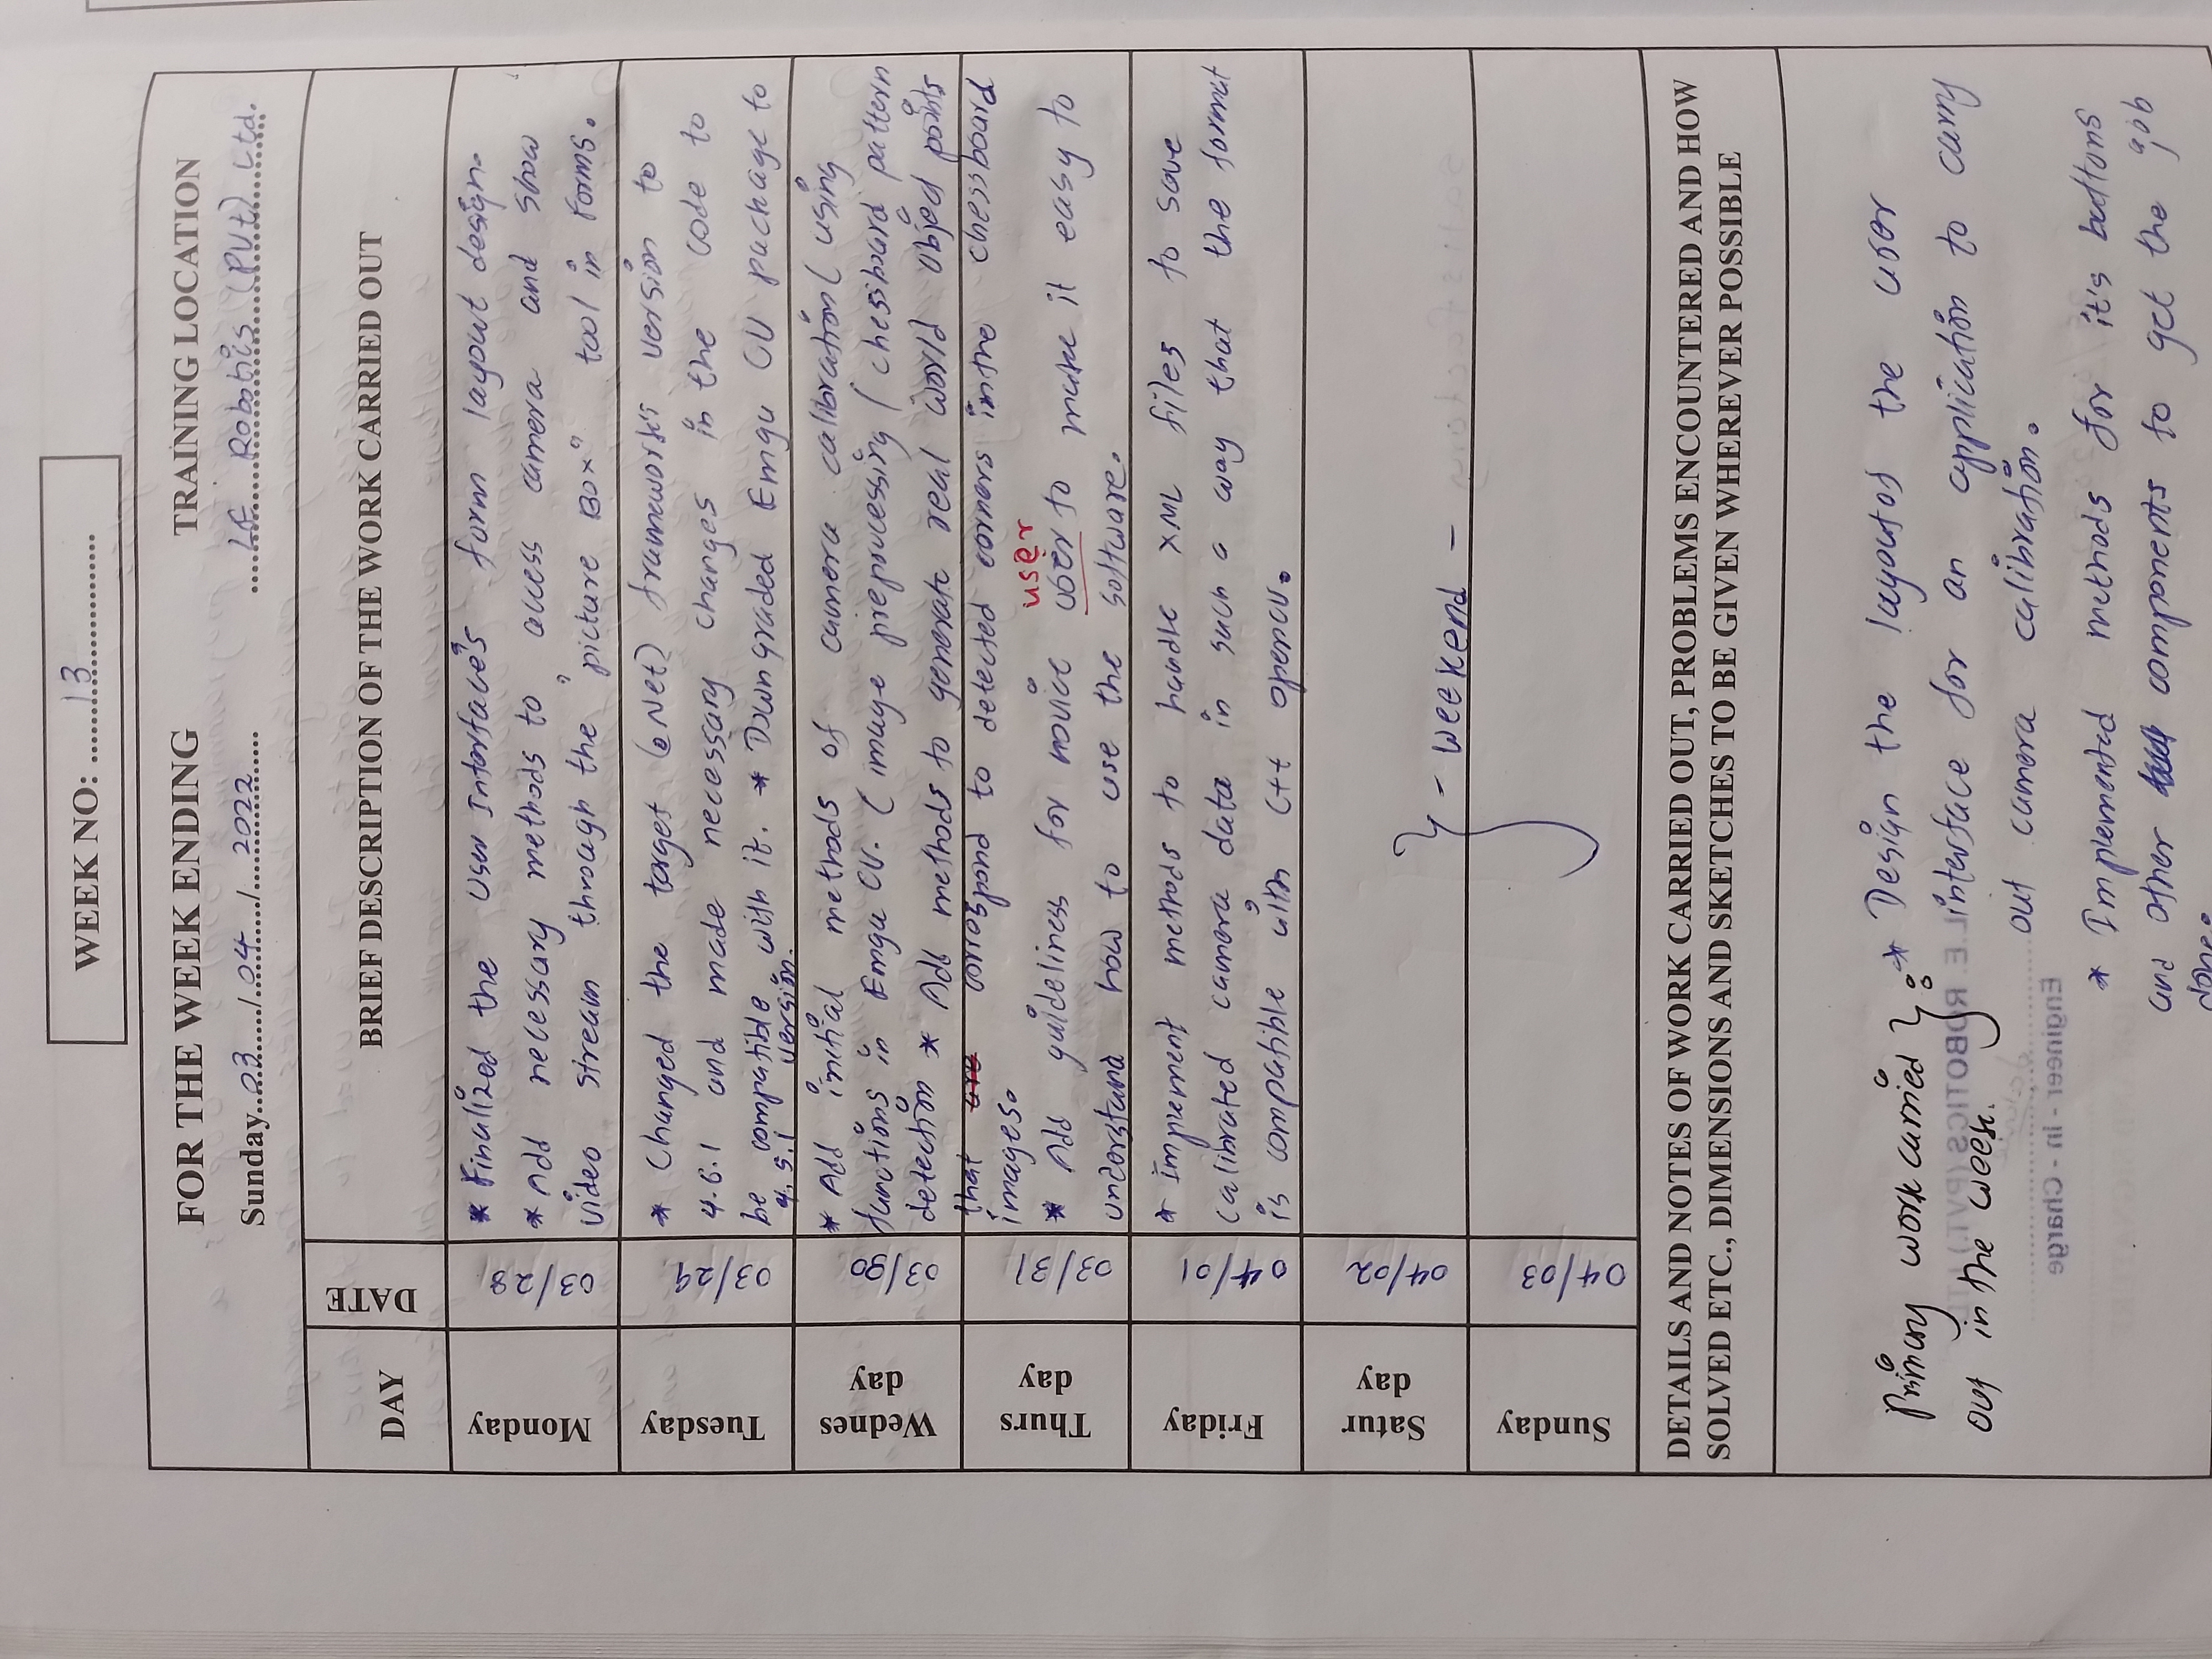 WEEK NO: 13
FOR THE WEEK ENDING
TRAINING LOCATION
Sunday 03 / 04 / 2022
LE Robotics (PVt) Ltd.
DAY
DATE
BRIEF DESCRIPTION OF THE WORK CARRIED OUT
Monday
03/28
* Finalized the User Interface's form layout design.
* Add necessary methods to access camera and show
video stream through the "picture Box" tool in Forms.
Tuesday
03/29
* Changed the target (.Net) framework's version to
4.6.1 and made necessary changes in the code to
be compatible with it. * Downgraded Emgu CV package to
4.5.1 version.
Wednes
day
03/30
* Add initial methods of camera calibration( using
functions in Emgu CV. ( image preprocessing / chessboard pattern
detection * Add methods to generate real world object points
Thurs
day
03/31
that are correspond to detected corners in the chessboard
images.
user
* Add guideliness for novice user to make it easy to
understand how to use the software.
Friday
04/01
* Implement methods to handle XML files to save
calibrated camera data in such a way that the format
is compatible with C++ opencv.
Satur
day
04/02
- weekend -
Sunday
04/03
DETAILS AND NOTES OF WORK CARRIED OUT, PROBLEMS ENCOUNTERED AND HOW
SOLVED ETC., DIMENSIONS AND SKETCHES TO BE GIVEN WHEREVER POSSIBLE
Primary work carried
out in the week.
:* Design the layout of the user
interface for an application to carry
out camera calibration.
* Implemented methods for it's buttons
and other components to get the job
done.
L.E. ROBOTICS (PVT.) LTD
Engineer - In - Charge